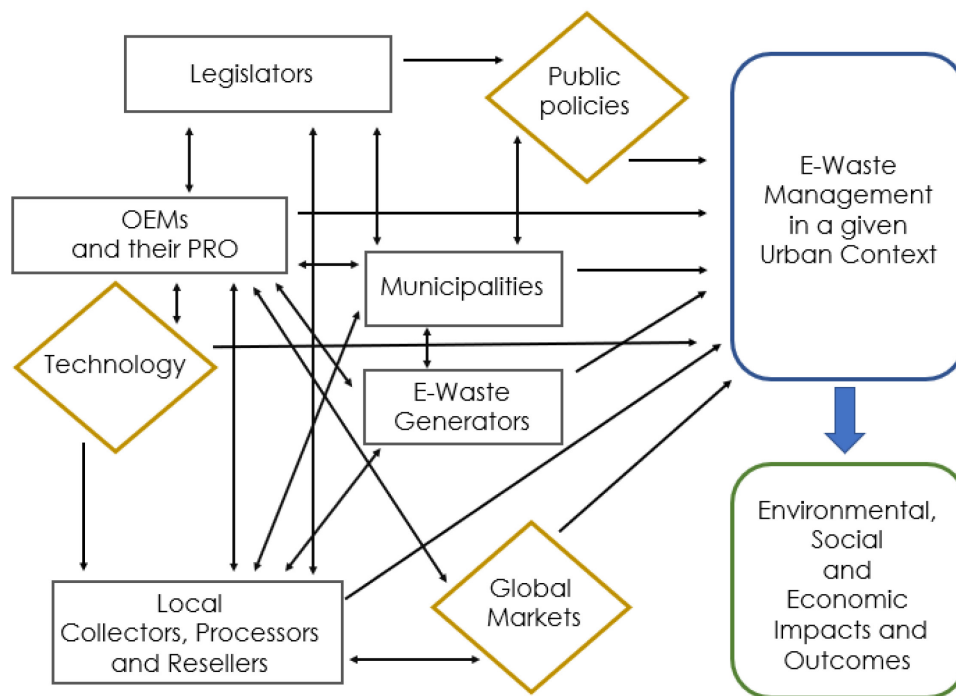 Legislators
Public
policies
E-Waste
Management
in a given
Urban Context
OEMs
and their PRO
Municipalities
Technology
E-Waste
Generators
Environmental,
Social
and
Economic
Impacts and
Outcomes
Global
Markets
Local
Collectors, Processors
and Resellers